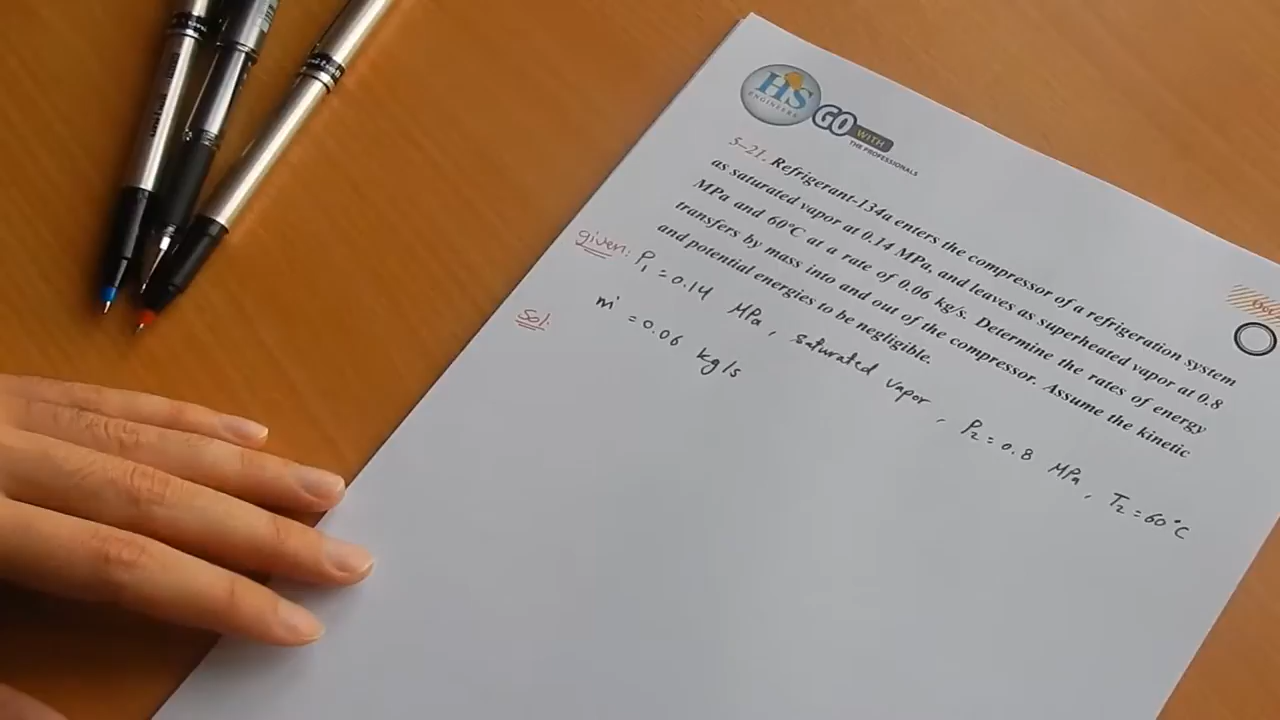 HS
ENGINEERS
GO WITH
THE PROFESSIONALS
5-21. Refrigerant-134a enters the compressor of a refrigeration system
as saturated vapor at 0.14 MPa, and leaves as superheated vapor at 0.8
MPa and 60°C at a rate of 0.06 kg/s. Determine the rates of energy
transfers by mass into and out of the compressor. Assume the kinetic
and potential energies to be negligible.
given: P1 = 0.14 MPa, saturated vapor, P2 = 0.8 MPa, T2 = 60°C
ṁ = 0.06 kg/s
Sol: